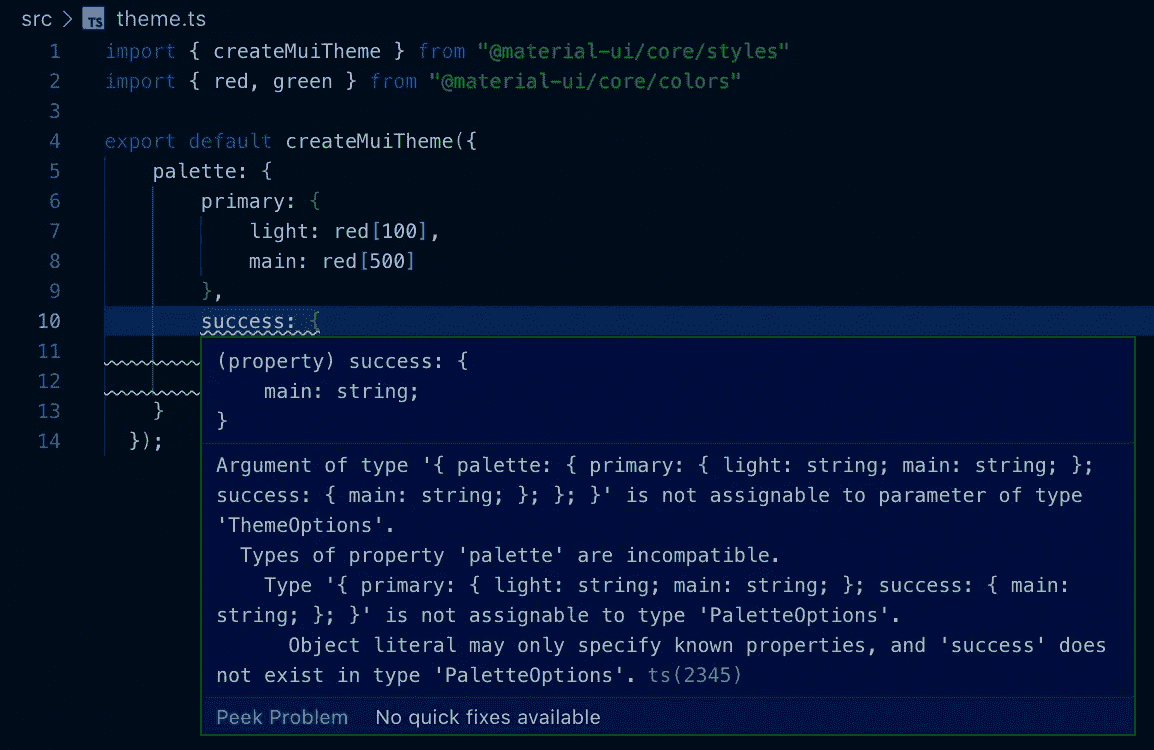 src > TS theme.ts
1 import { createMuiTheme } from "@material-ui/core/styles"
2 import { red, green } from "@material-ui/core/colors"
3
4 export default createMuiTheme({
5 palette: {
6 primary: {
7 light: red[100],
8 main: red[500]
9 },
10 success: {
11
12
13 }
14 });
(property) success: {
main: string;
}
Argument of type '{ palette: { primary: { light: string; main: string; };
success: { main: string; }; }; }' is not assignable to parameter of type
'ThemeOptions'.
Types of property 'palette' are incompatible.
Type '{ primary: { light: string; main: string; }; success: { main:
string; }; }' is not assignable to type 'PaletteOptions'.
Object literal may only specify known properties, and 'success' does
not exist in type 'PaletteOptions'. ts(2345)
Peek Problem No quick fixes available